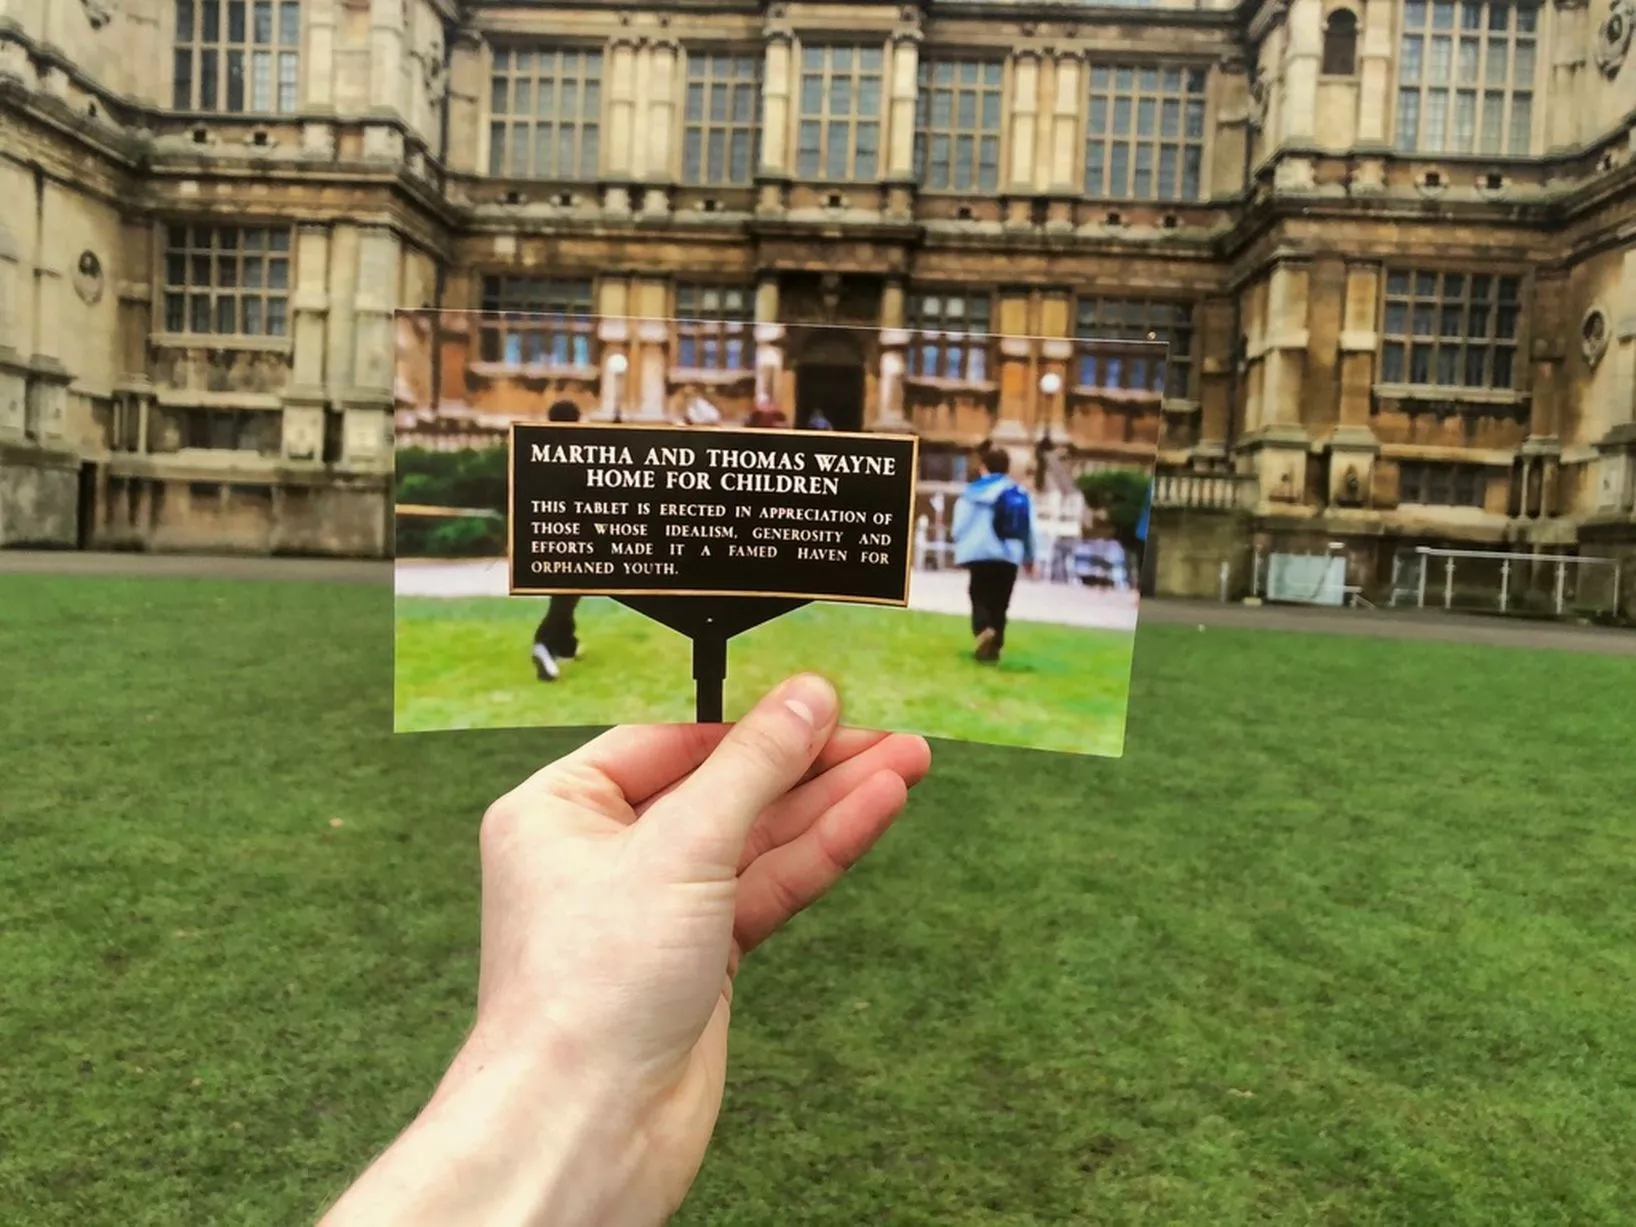 MARTHA AND THOMAS WAYNE
HOME FOR CHILDREN
THIS TABLET IS ERECTED IN APPRECIATION OF
THOSE WHOSE IDEALISM, GENEROSITY AND
EFFORTS MADE IT A FAMED HAVEN FOR
ORPHANED YOUTH.